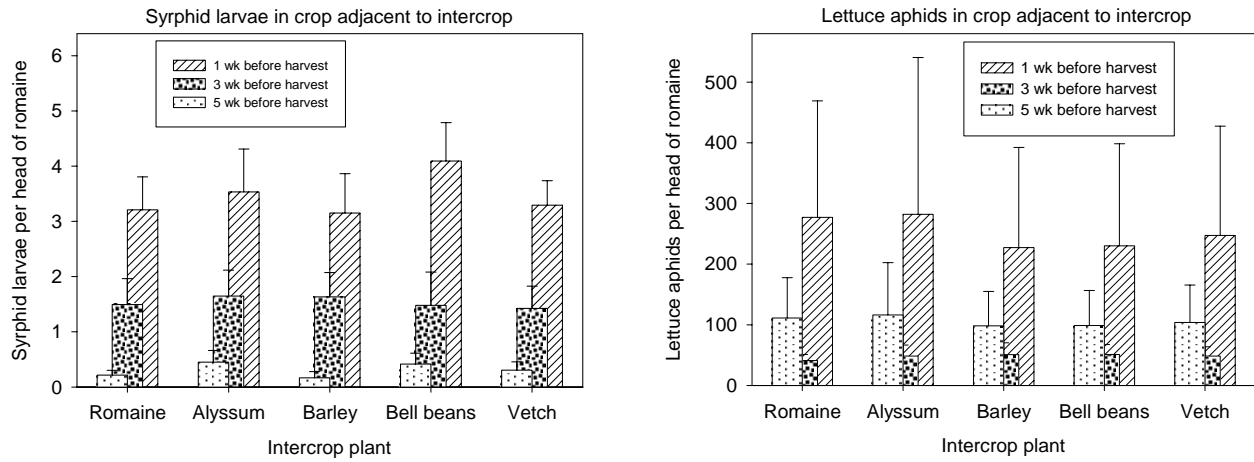 Syrphid larvae in crop adjacent to intercrop
Syrphid larvae per head of romaine
6
5
4
3
2
1
0
1 wk before harvest
3 wk before harvest
5 wk before harvest
Romaine Alyssum Barley Bell beans Vetch
Intercrop plant
Lettuce aphids in crop adjacent to intercrop
Lettuce aphids per head of romaine
500
400
300
200
100
0
1 wk before harvest
3 wk before harvest
5 wk before harvest
Romaine Alyssum Barley Bell beans Vetch
Intercrop plant